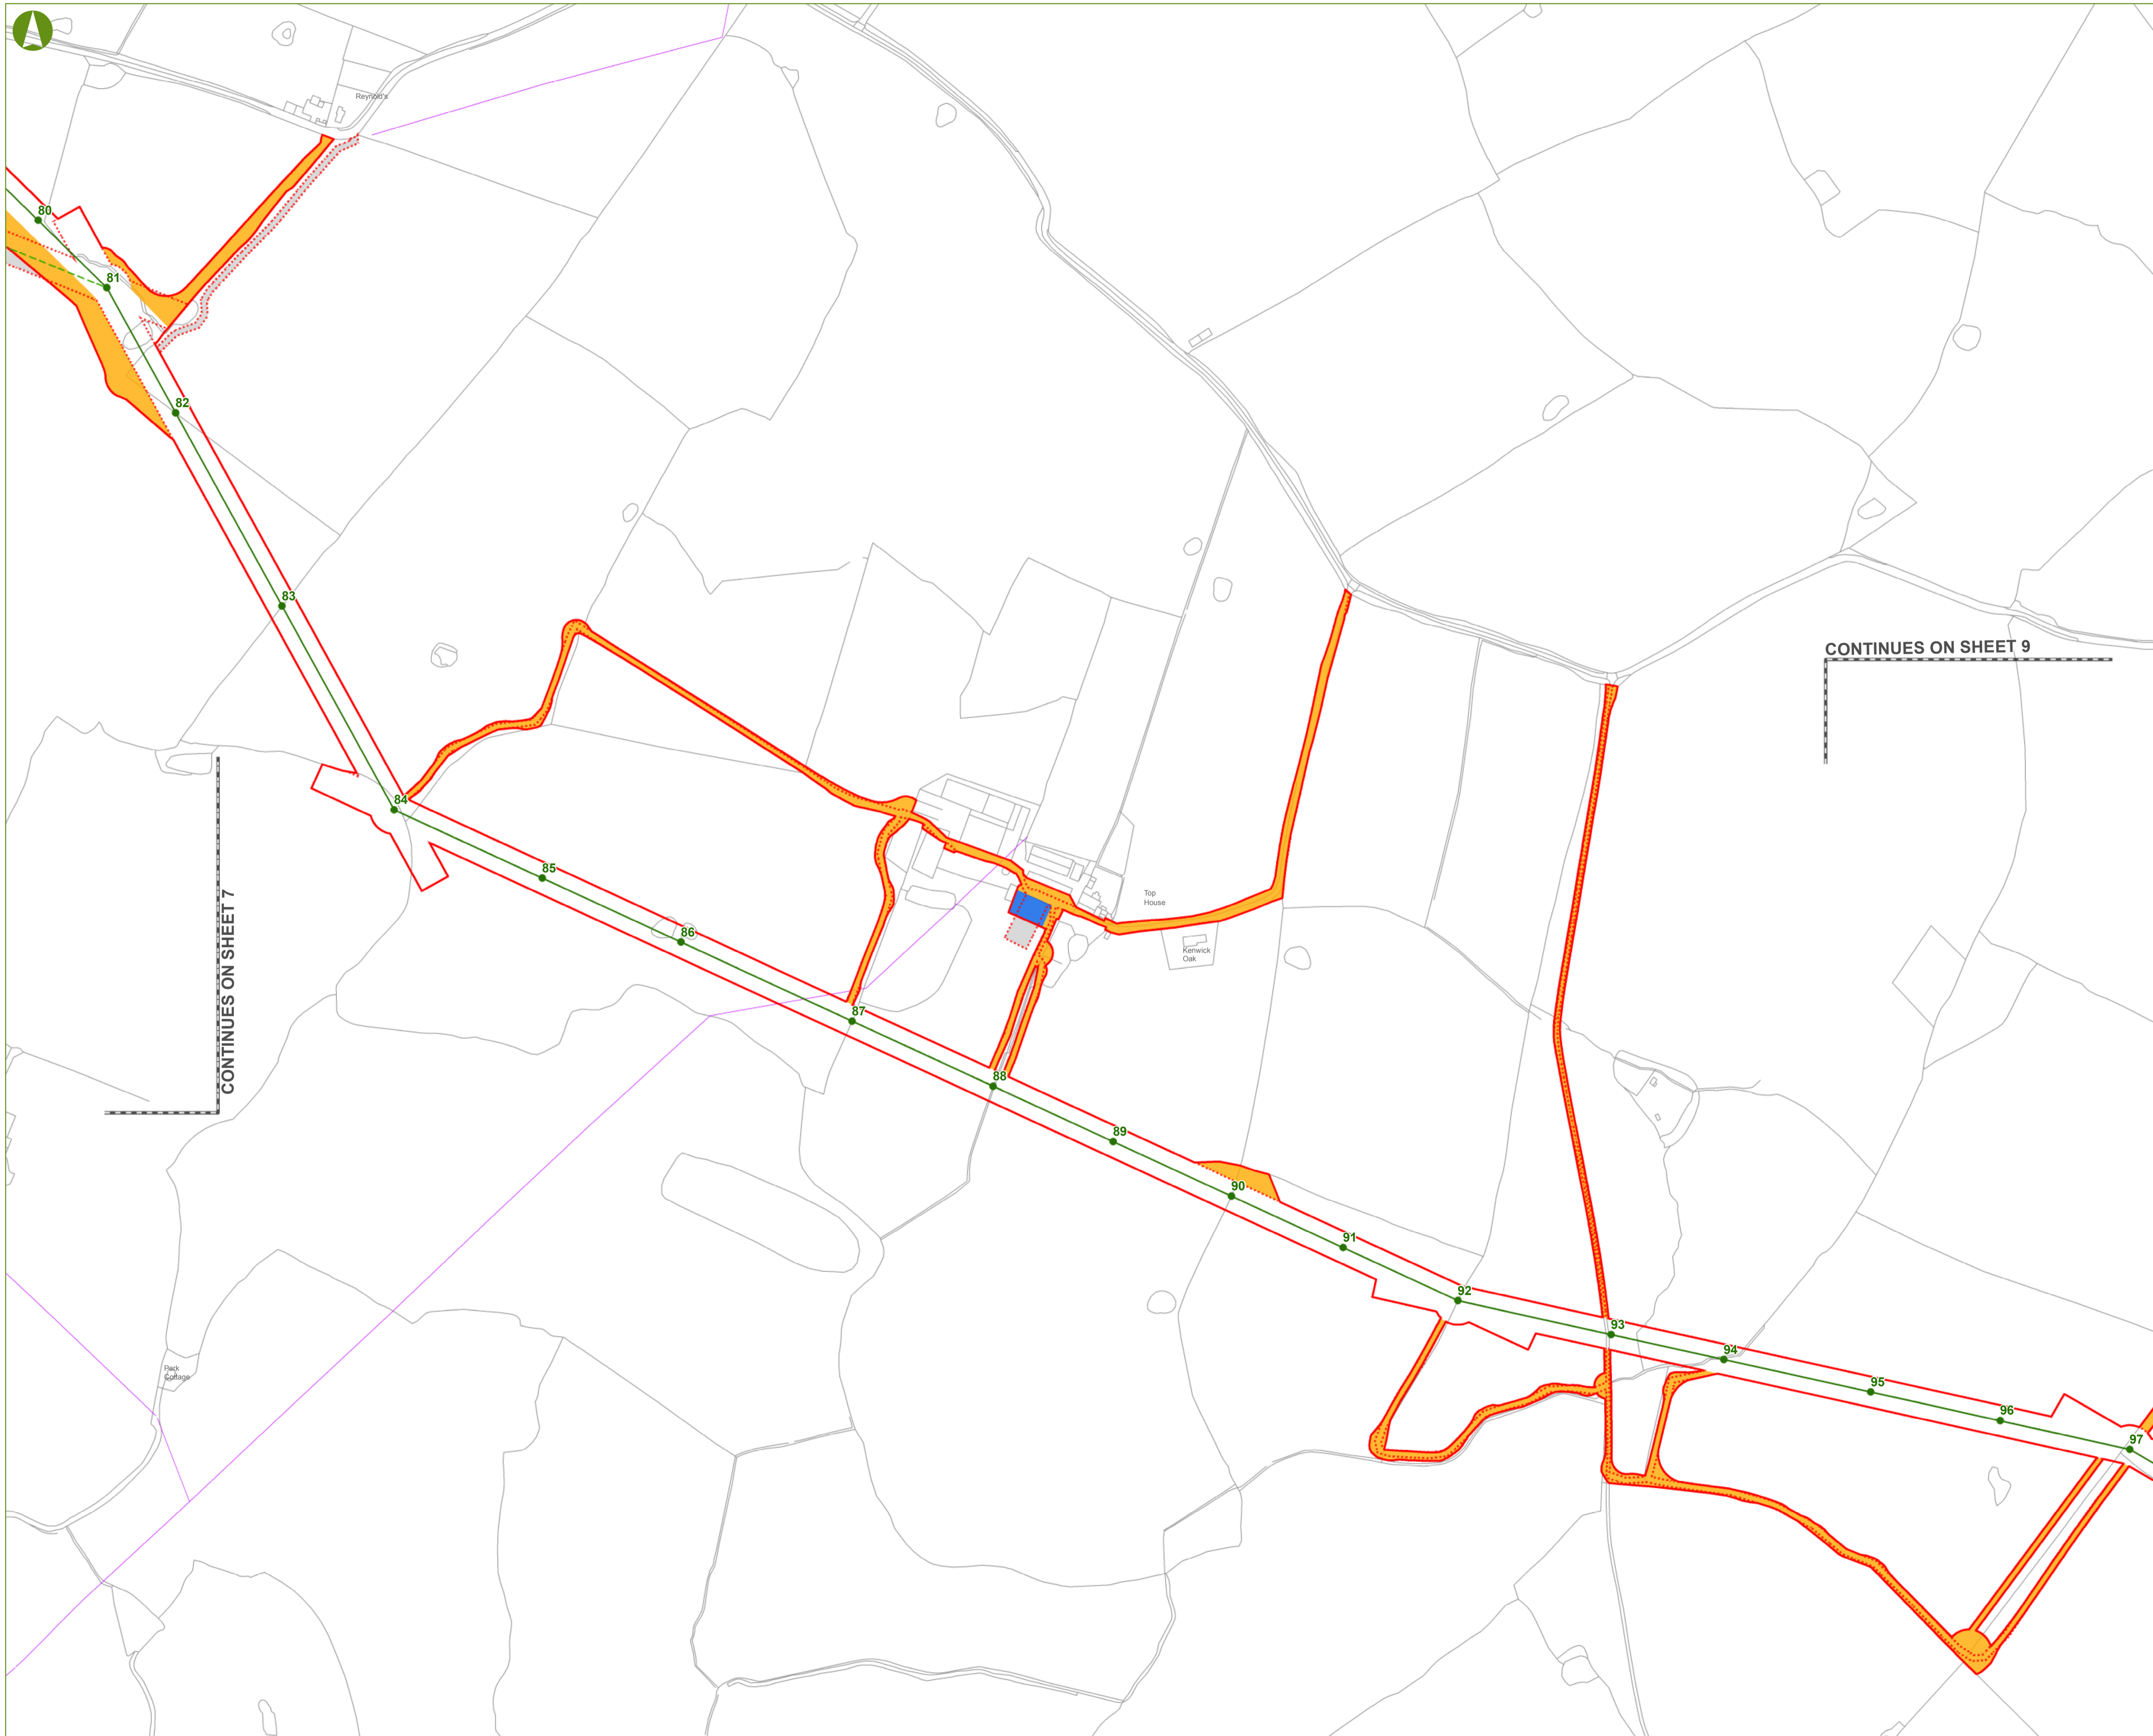 Reynold's
80
81
82
83
CONTINUES ON SHEET 9
84
85
Top
House
CONTINUES ON SHEET 7
86
Kenwick
Oak
87
88
89
90
91
92
93
94
Park
Cottage
95
96
97